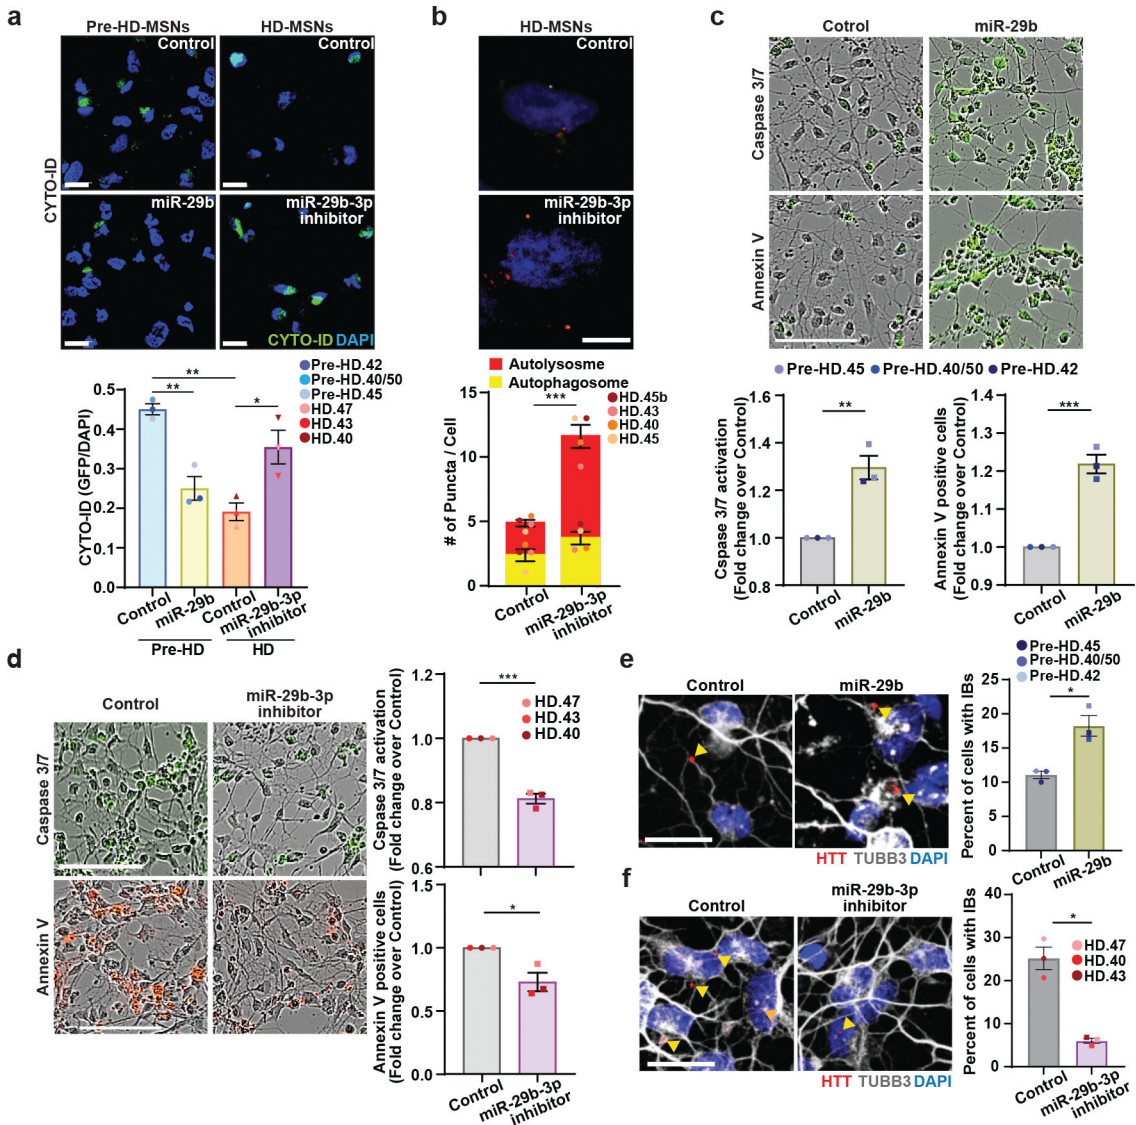 a
Pre-HD-MSNs
HD-MSNs
Control
Control
CYTO-ID
miR-29b
miR-29b-3p
inhibitor
CYTO-ID DAPI
Pre-HD.42
Pre-HD.40/50
Pre-HD.45
HD.47
HD.43
HD.40
CYTO-ID (GFP/DAPI)
0.5
0.4
0.3
0.2
0.1
0.0
**
**
*
Control
miR-29b
Control
miR-29b-3p
inhibitor
Pre-HD
HD
b
HD-MSNs
Control
miR-29b-3p
inhibitor
Autolysosme
Autophagosome
# of Puncta / Cell
15
10
5
0
***
HD.45b
HD.43
HD.40
HD.45
Control
miR-29b-3p
inhibitor
c
Cotrol
miR-29b
Caspase 3/7
Annexin V
Pre-HD.45
Pre-HD.40/50
Pre-HD.42
Cspase 3/7 activation
(Fold change over Control)
1.6
1.4
1.2
1.0
0.8
**
Control
miR-29b
Annexin V positive cells
(Fold change over Control)
1.4
1.2
1.0
0.9
***
Control
miR-29b
d
Control
miR-29b-3p
inhibitor
Caspase 3/7
Annexin V
Cspase 3/7 activation
(Fold change over Control)
1.2
1.0
0.8
0.6
***
HD.47
HD.43
HD.40
Annexin V positive cells
(Fold change over Control)
1.5
1.0
0.5
0.0
*
Control
miR-29b-3p
inhibitor
e
Control
miR-29b
HTT TUBB3 DAPI
Pre-HD.45
Pre-HD.40/50
Pre-HD.42
Percent of cells with IBs
25
20
15
10
5
0
*
Control
miR-29b
f
Control
miR-29b-3p
inhibitor
HTT TUBB3 DAPI
Percent of cells with IBs
40
30
20
10
0
*
HD.47
HD.40
HD.43
Control
miR-29b-3p
inhibitor